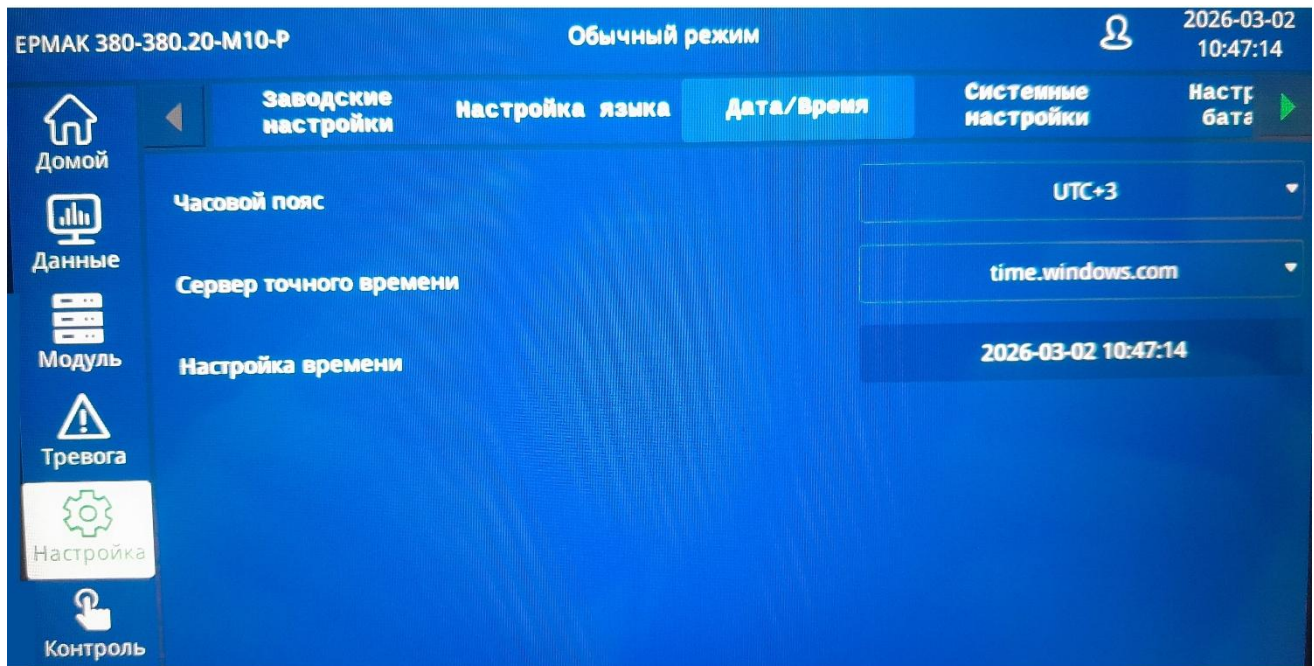 ЕРМАК 380-380.20-М10-Р
Обычный режим
2026-03-02
10:47:14
Заводские
настройки
Настройка языка
Дата/Время
Системные
настройки
Настр
бата
Домой
Данные
Модуль
Тревога
Настройка
Контроль
Часовой пояс
UTC+3
Сервер точного времени
time.windows.com
Настройка времени
2026-03-02 10:47:14